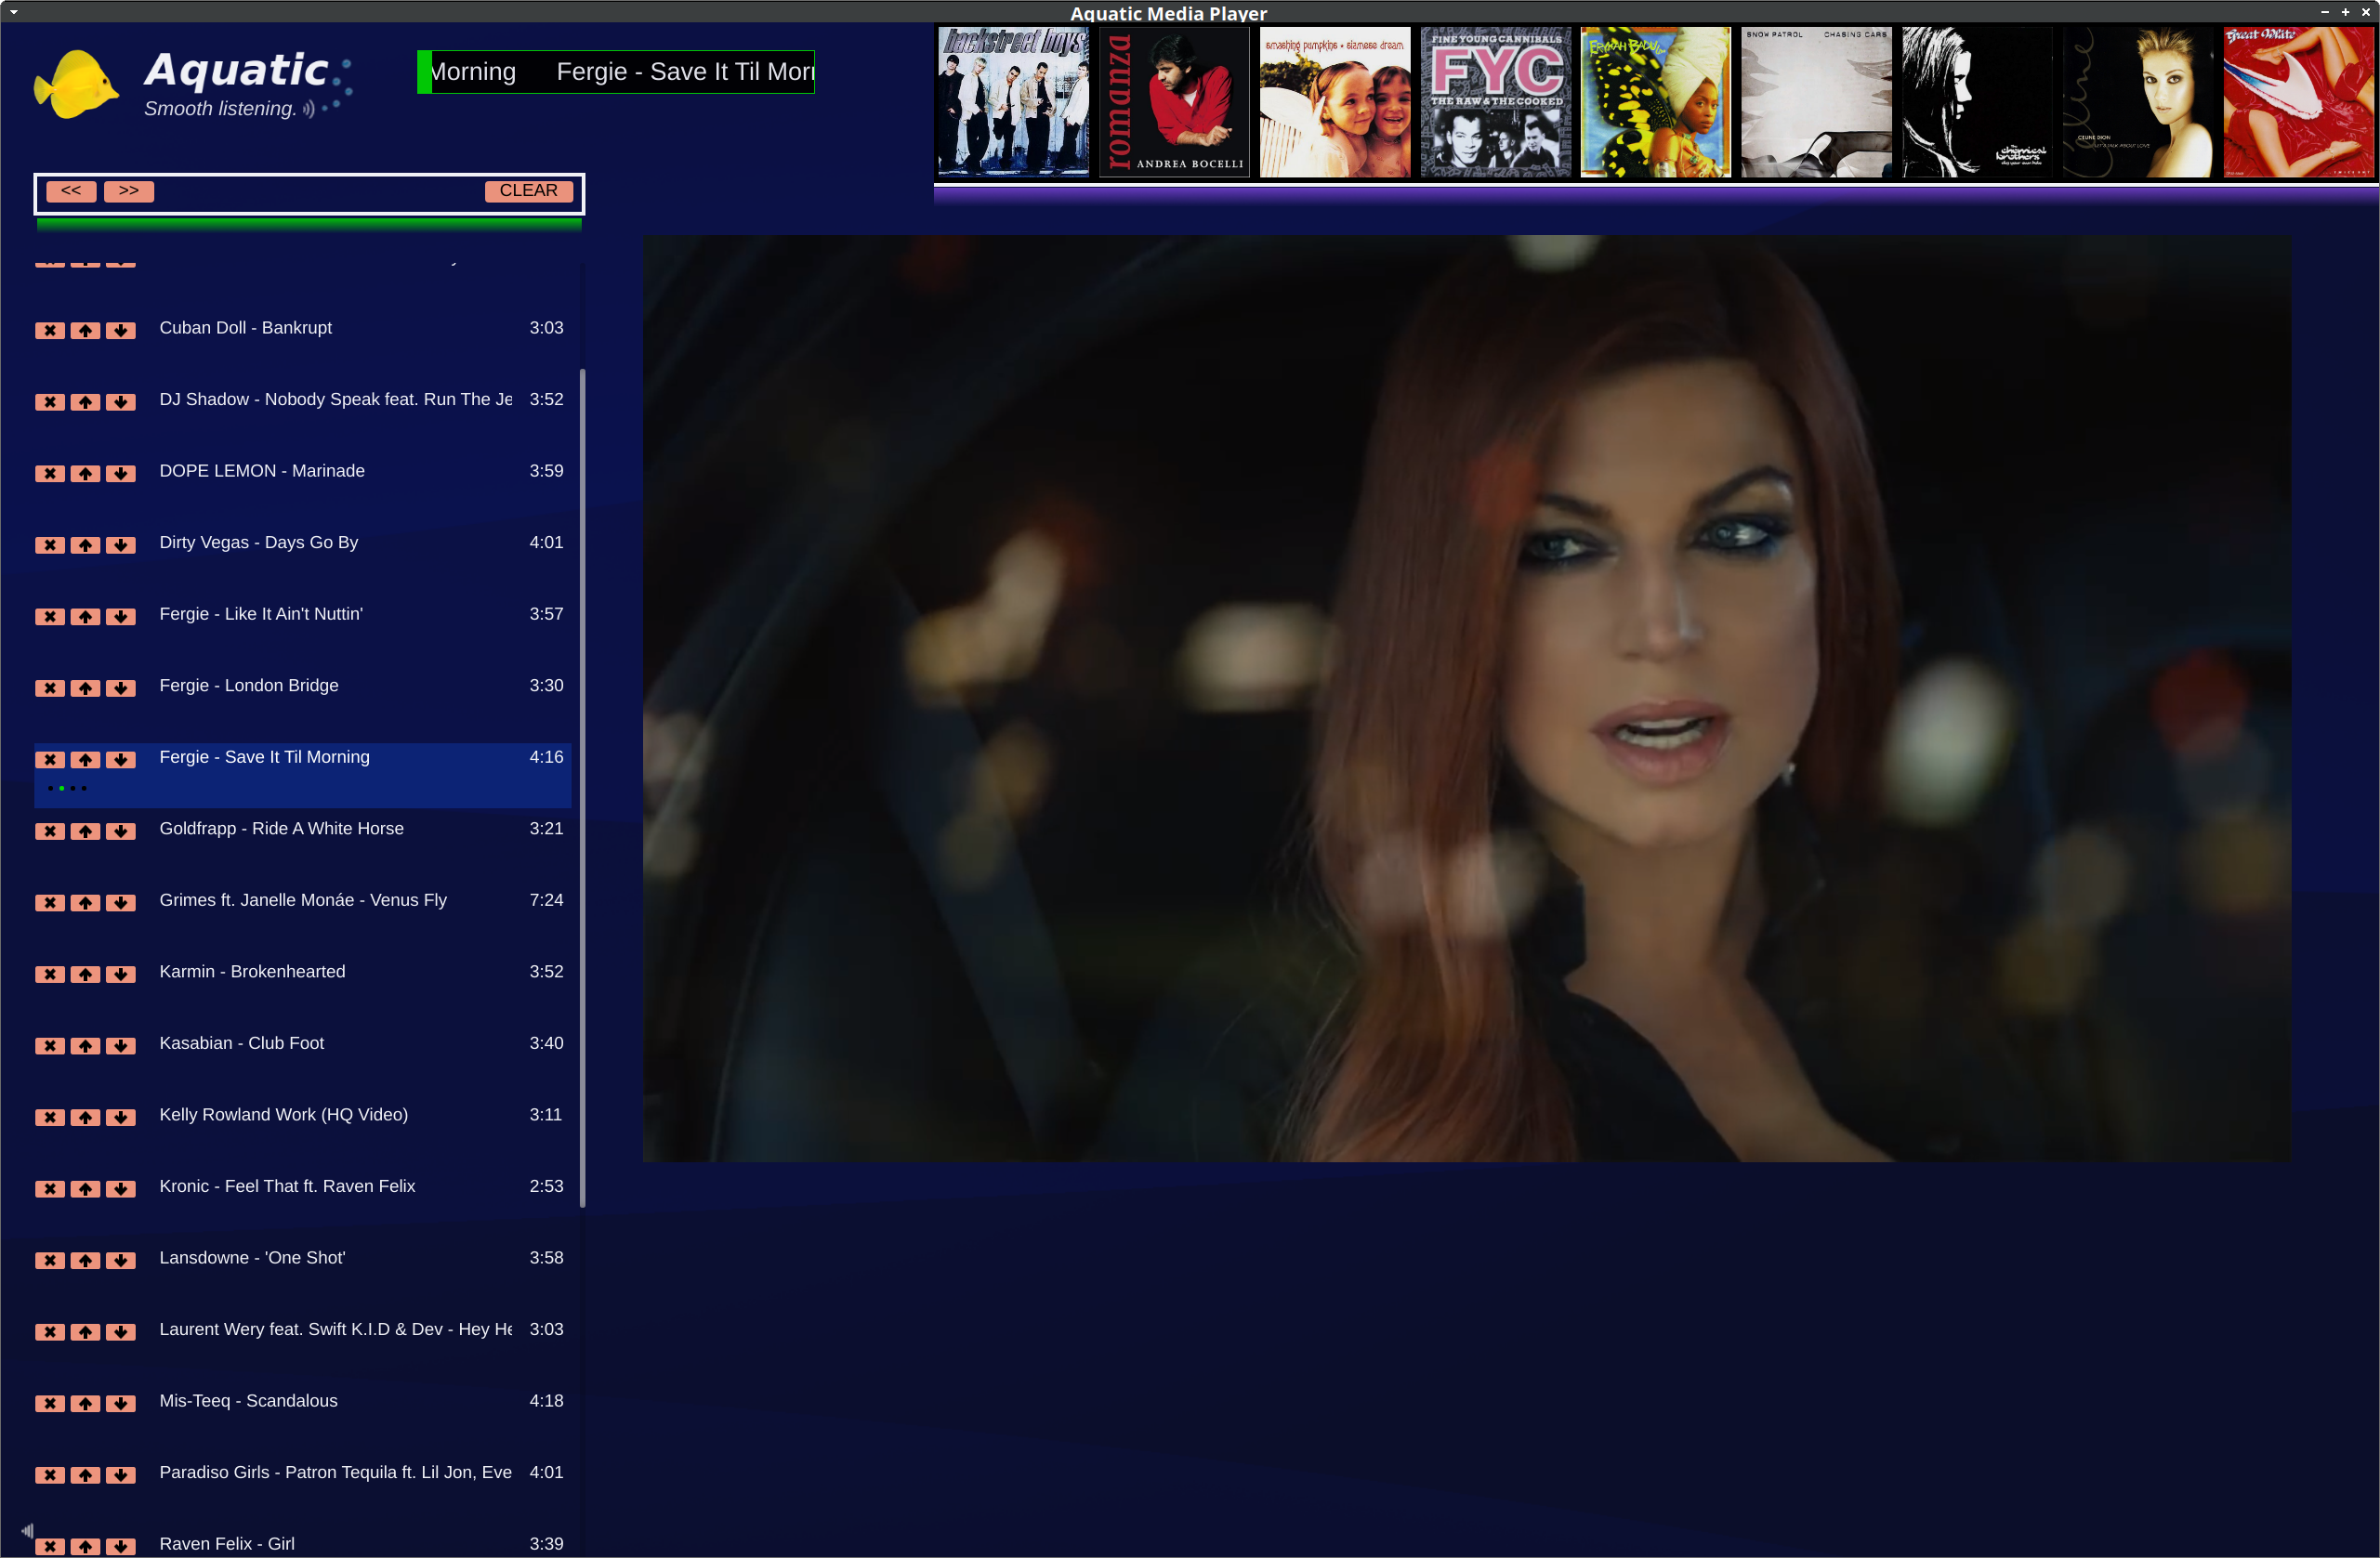 Aquatic Media Player
Aquatic
Smooth listening.
Morning Fergie - Save It Til Morn
backstreet boys
romanza
ANDREA BOCELLI
smashing pumpkins • siamese dream
FINE YOUNG CANNIBALS
FYC
THE RAW & THE COOKED
ERYKAH BADU
SNOW PATROL CHASING CARS
the chemical brothers
dig your own hole
Celine
CELINE DION
LET'S TALK ABOUT LOVE
Great White
<< >> CLEAR
Cuban Doll - Bankrupt 3:03
DJ Shadow - Nobody Speak feat. Run The Je 3:52
DOPE LEMON - Marinade 3:59
Dirty Vegas - Days Go By 4:01
Fergie - Like It Ain't Nuttin' 3:57
Fergie - London Bridge 3:30
Fergie - Save It Til Morning 4:16
Goldfrapp - Ride A White Horse 3:21
Grimes ft. Janelle Monáe - Venus Fly 7:24
Karmin - Brokenhearted 3:52
Kasabian - Club Foot 3:40
Kelly Rowland Work (HQ Video) 3:11
Kronic - Feel That ft. Raven Felix 2:53
Lansdowne - 'One Shot' 3:58
Laurent Wery feat. Swift K.I.D & Dev - Hey He 3:03
Mis-Teeq - Scandalous 4:18
Paradiso Girls - Patron Tequila ft. Lil Jon, Eve 4:01
Raven Felix - Girl 3:39